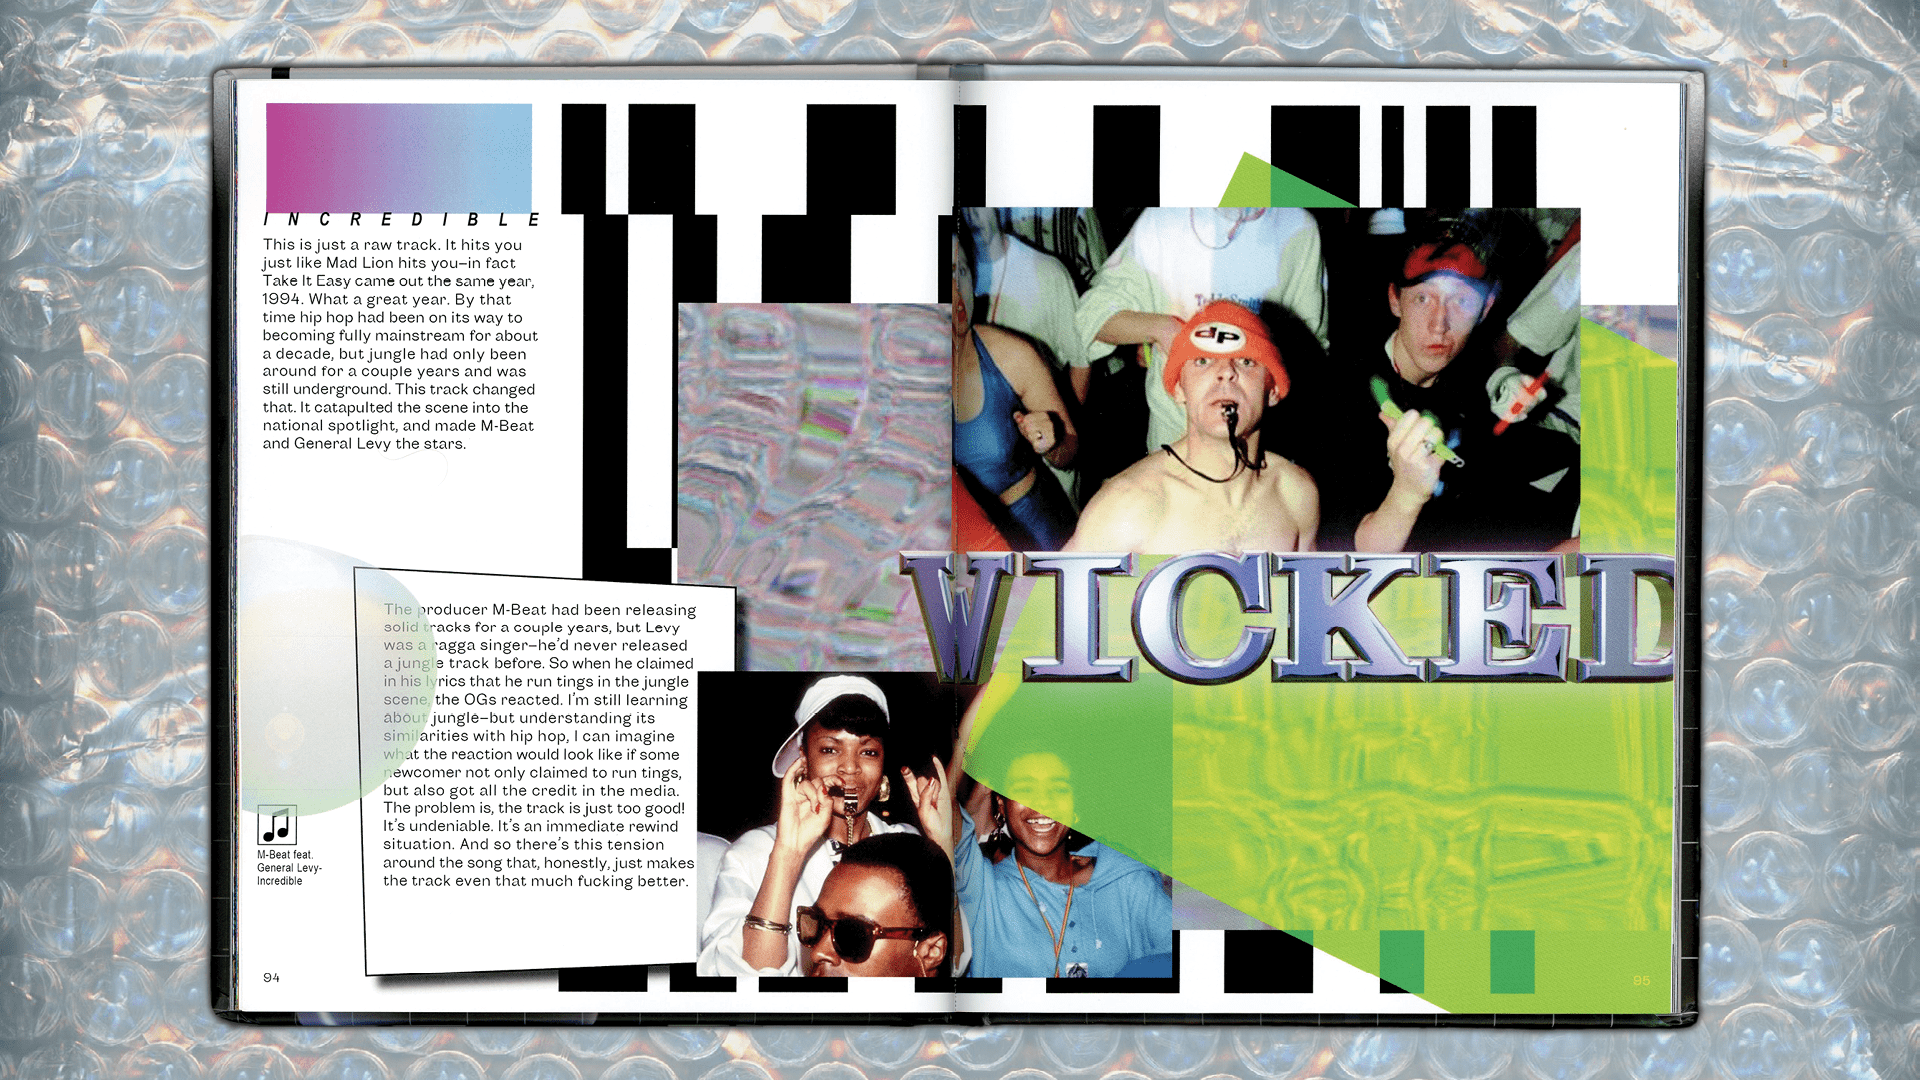 I N C R E D I B L E
This is just a raw track. It hits you
just like Mad Lion hits you–in fact
Take It Easy came out the same year,
1994. What a great year. By that
time hip hop had been on its way to
becoming fully mainstream for about
a decade, but jungle had only been
around for a couple years and was
still underground. This track changed
that. It catapulted the scene into the
national spotlight, and made M-Beat
and General Levy the stars.
The producer M-Beat had been releasing
solid tracks for a couple years, but Levy
was a ragga singer–he'd never released
a jungle track before. So when he claimed
in his lyrics that he run tings in the jungle
scene, the OGs reacted. I'm still learning
about jungle–but understanding its
similarities with hip hop, I can imagine
what the reaction would look like if some
newcomer not only claimed to run tings,
but also got all the credit in the media.
The problem is, the track is just too good!
It's undeniable. It's an immediate rewind
situation. And so there's this tension
around the song that, honestly, just makes
the track even that much fucking better.
M-Beat feat.
General Levy-
Incredible
94
dp
WICKED
95